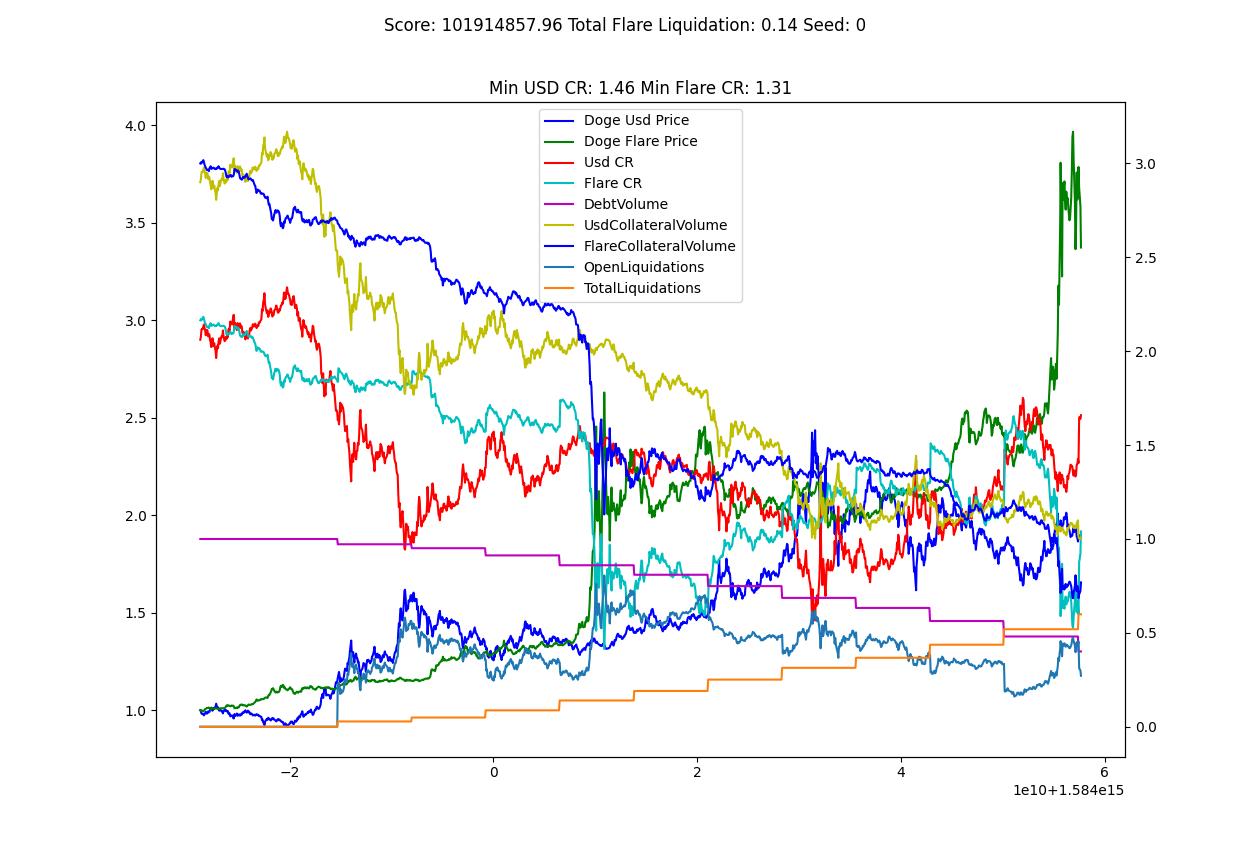 Score: 101914857.96 Total Flare Liquidation: 0.14 Seed: 0
Min USD CR: 1.46 Min Flare CR: 1.31
Doge Usd Price
Doge Flare Price
Usd CR
Flare CR
DebtVolume
UsdCollateralVolume
FlareCollateralVolume
OpenLiquidations
TotalLiquidations
4.0
3.5
3.0
2.5
2.0
1.5
1.0
3.0
2.5
2.0
1.5
1.0
0.5
0.0
−2
0
2
4
6
1e10+1.584e15